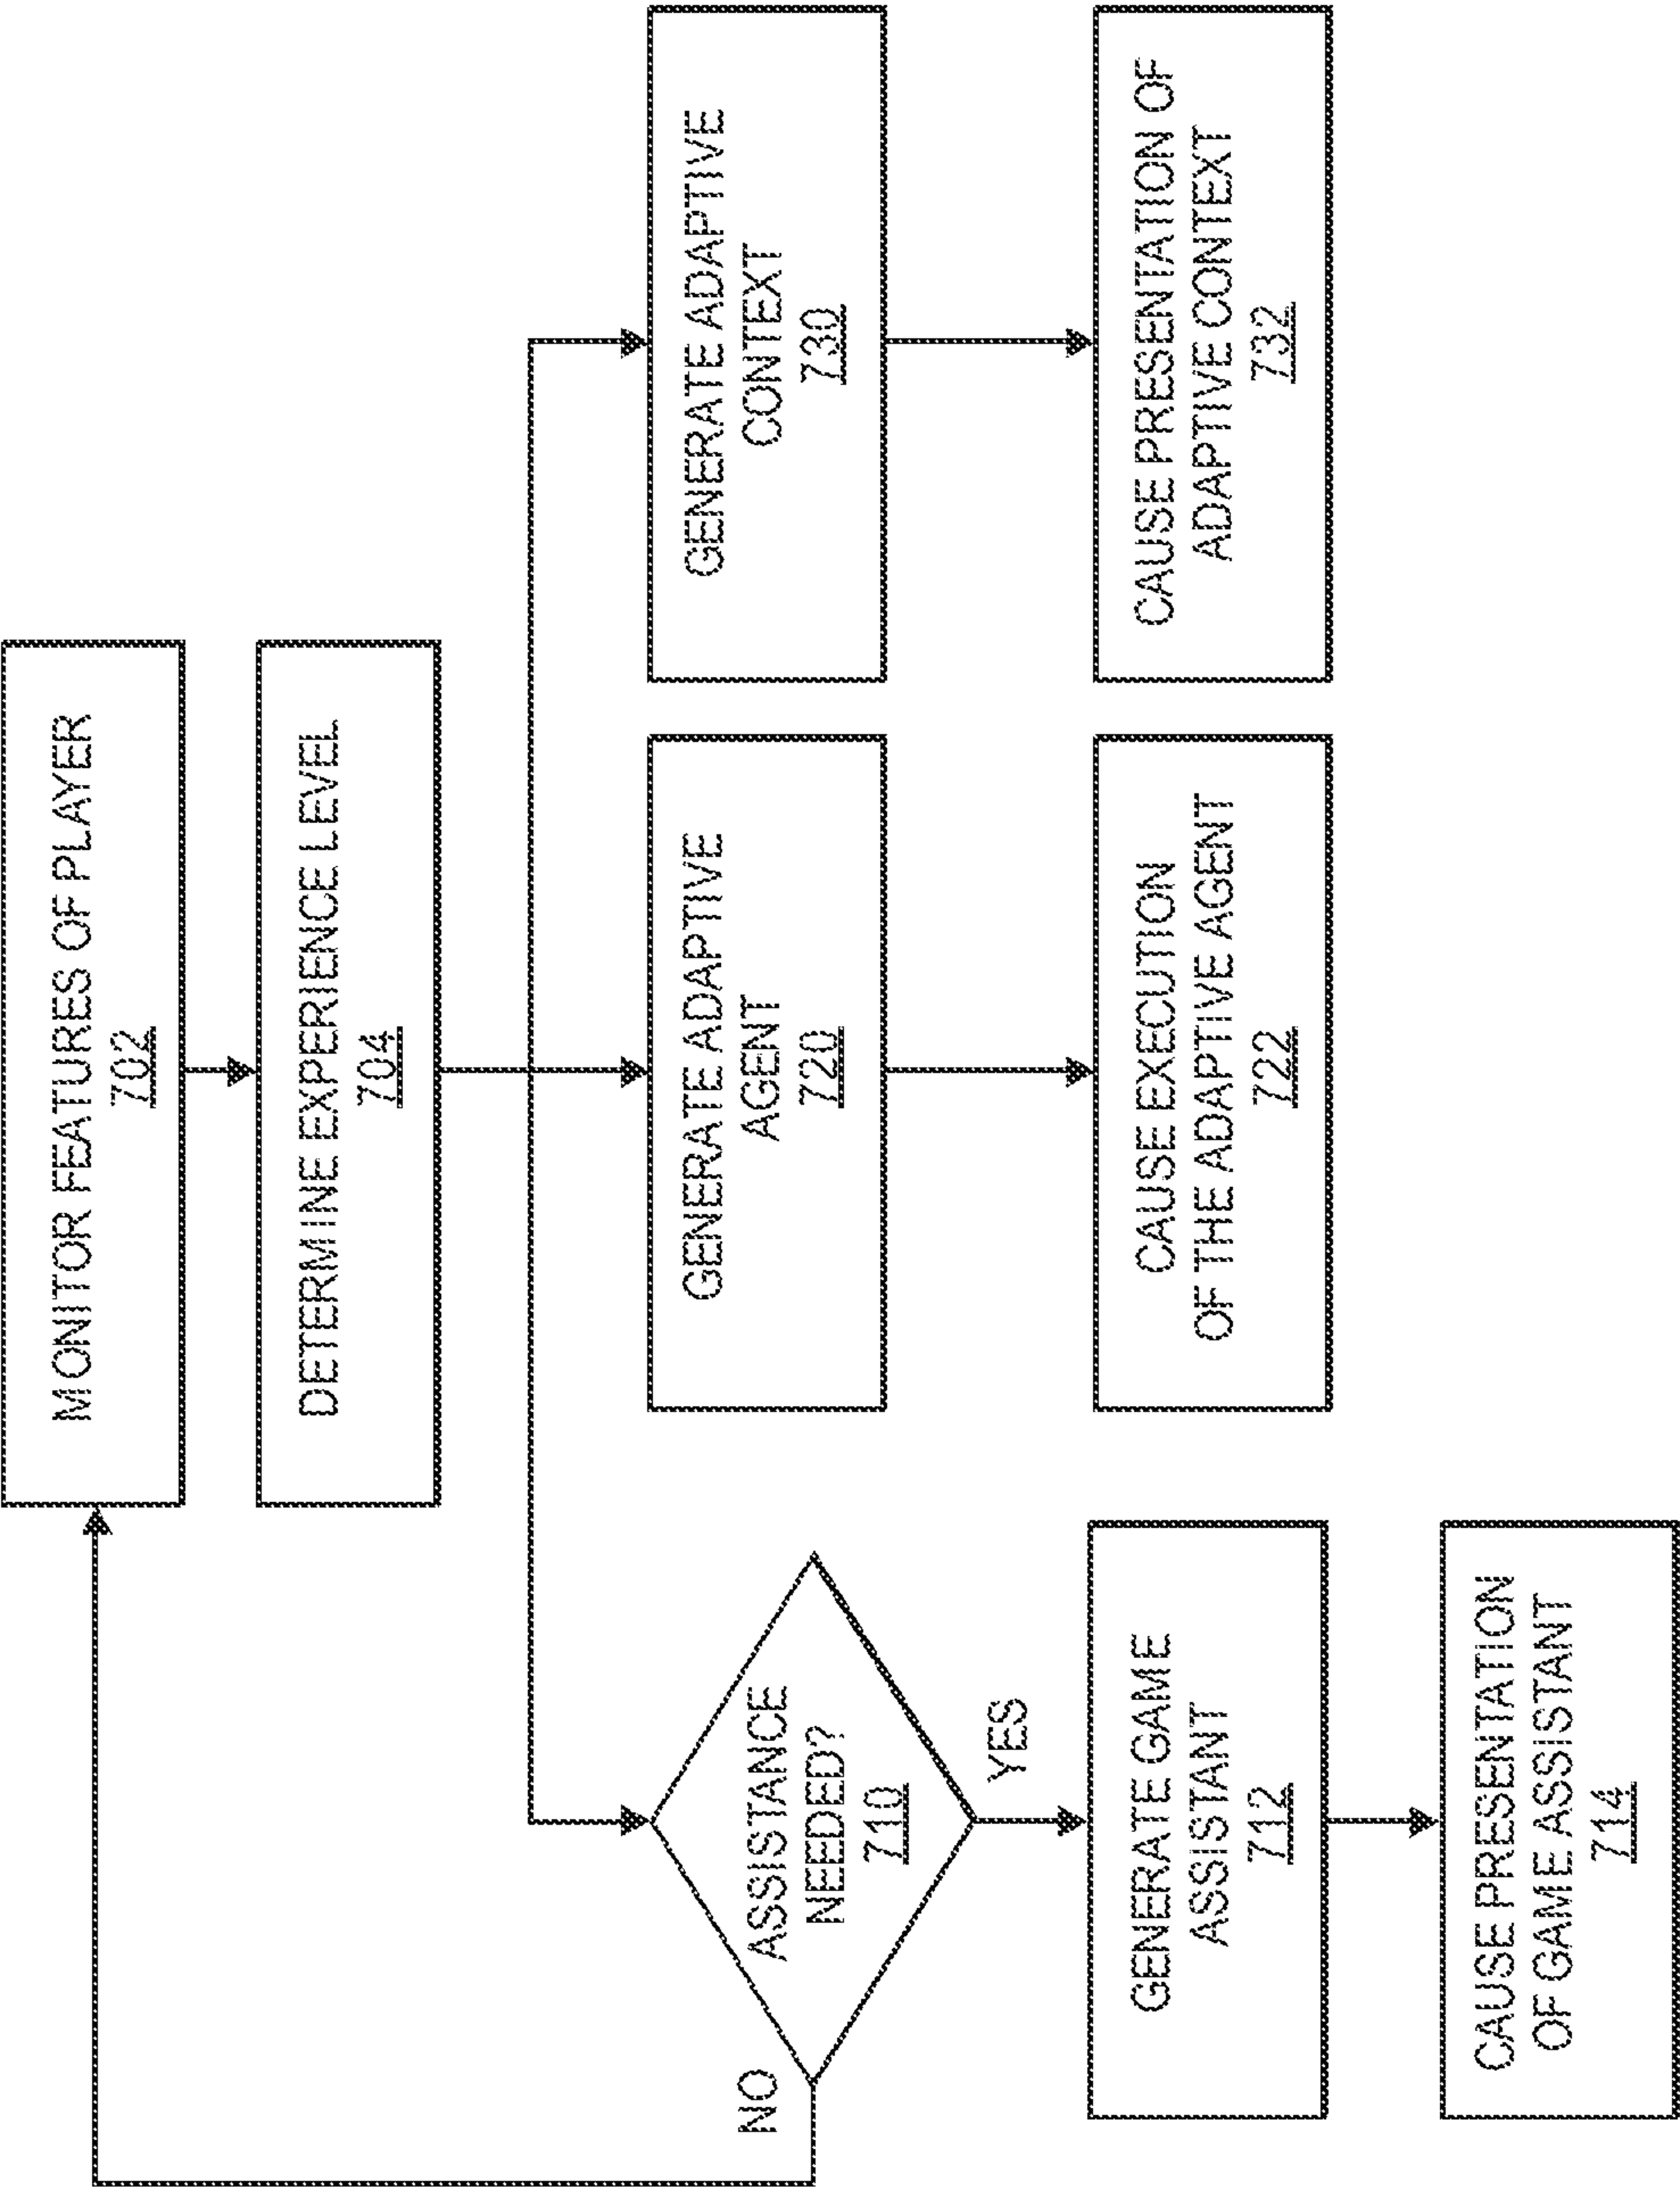 MONITOR FEATURES OF PLAYER
702
DETERMINE EXPERIENCE LEVEL
704
NO
ASSISTANCE
NEEDED?
710
YES
GENERATE GAME
ASSISTANT
712
CAUSE PRESENTATION
OF GAME ASSISTANT
714
GENERATE ADAPTIVE
AGENT
720
CAUSE EXECUTION
OF THE ADAPTIVE AGENT
722
GENERATE ADAPTIVE
CONTEXT
730
CAUSE PRESENTATION OF
ADAPTIVE CONTEXT
732